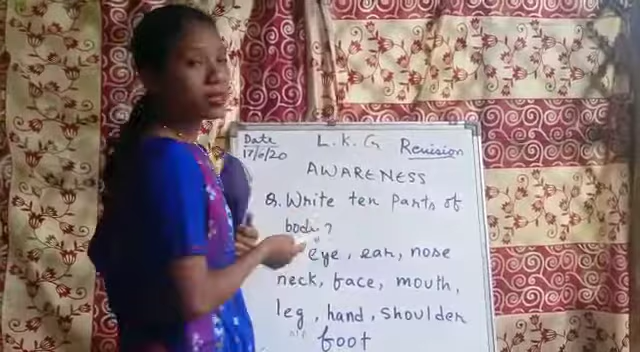 Date L.K.G Revision
17/6/20
AWARENESS
Q. Write ten parts of
body?
eye, ear, nose
neck, face, mouth,
leg, hand, shoulder
foot